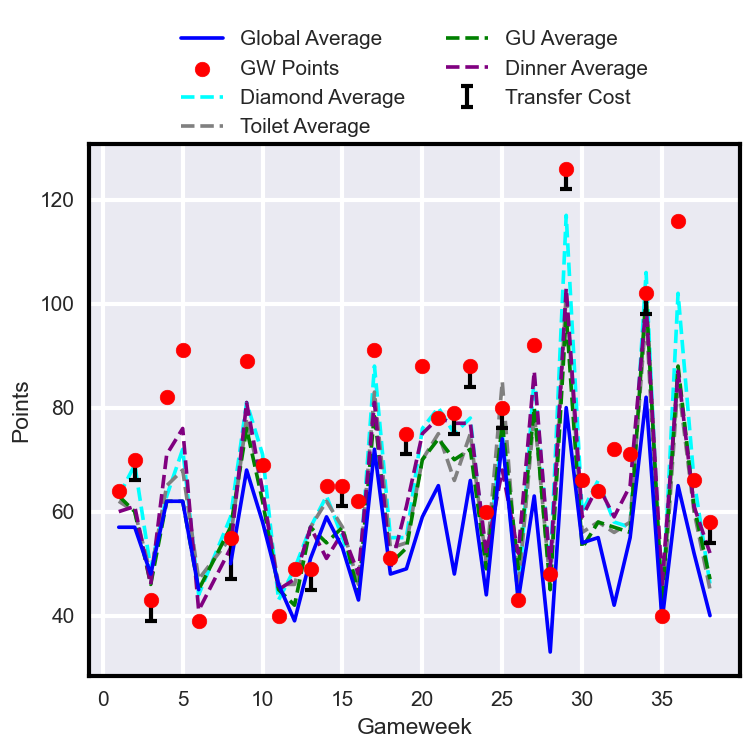 Global Average
GW Points
Diamond Average
Toilet Average
GU Average
Dinner Average
Transfer Cost
120
100
80
60
40
Points
0 5 10 15 20 25 30 35
Gameweek